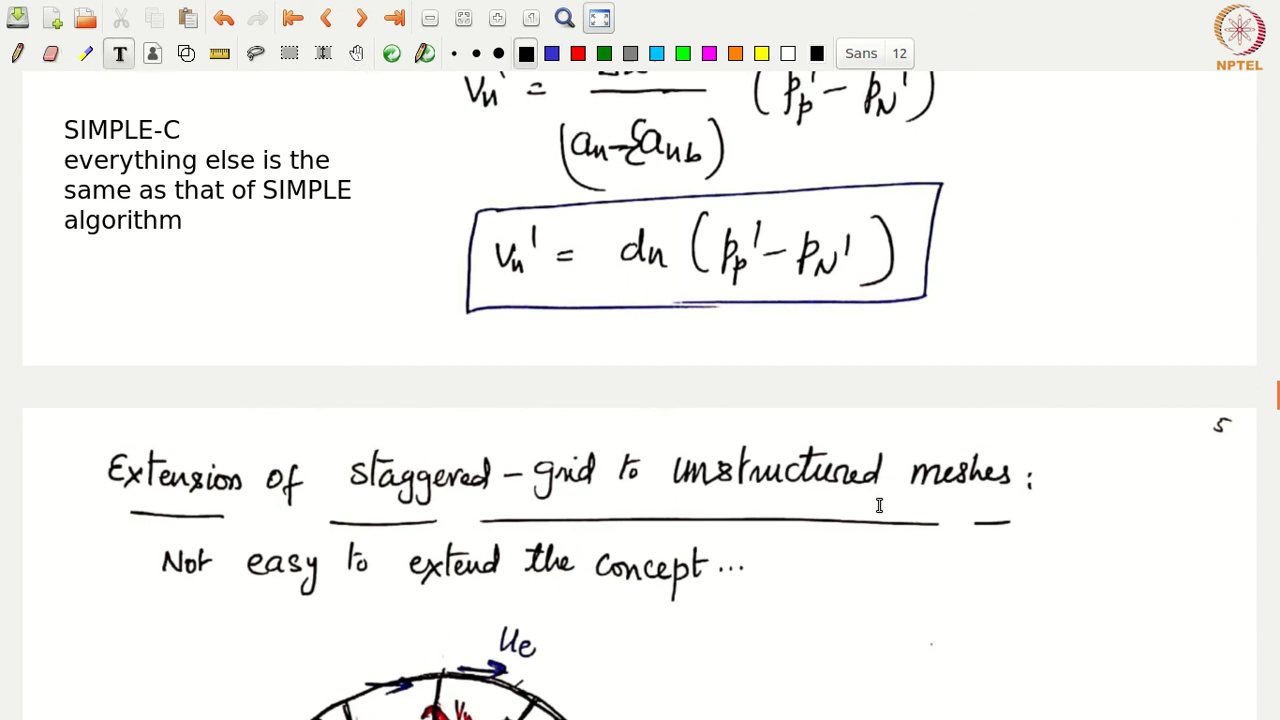 Sans 12
NPTEL
SIMPLE-C
everything else is the
same as that of SIMPLE
algorithm
vn' = (pp' - pN')
(an - Σanb)
vn' = dn (pp' - pN')
5
Extension of staggered-grid to unstructured meshes:
Not easy to extend the concept...
ue
vn